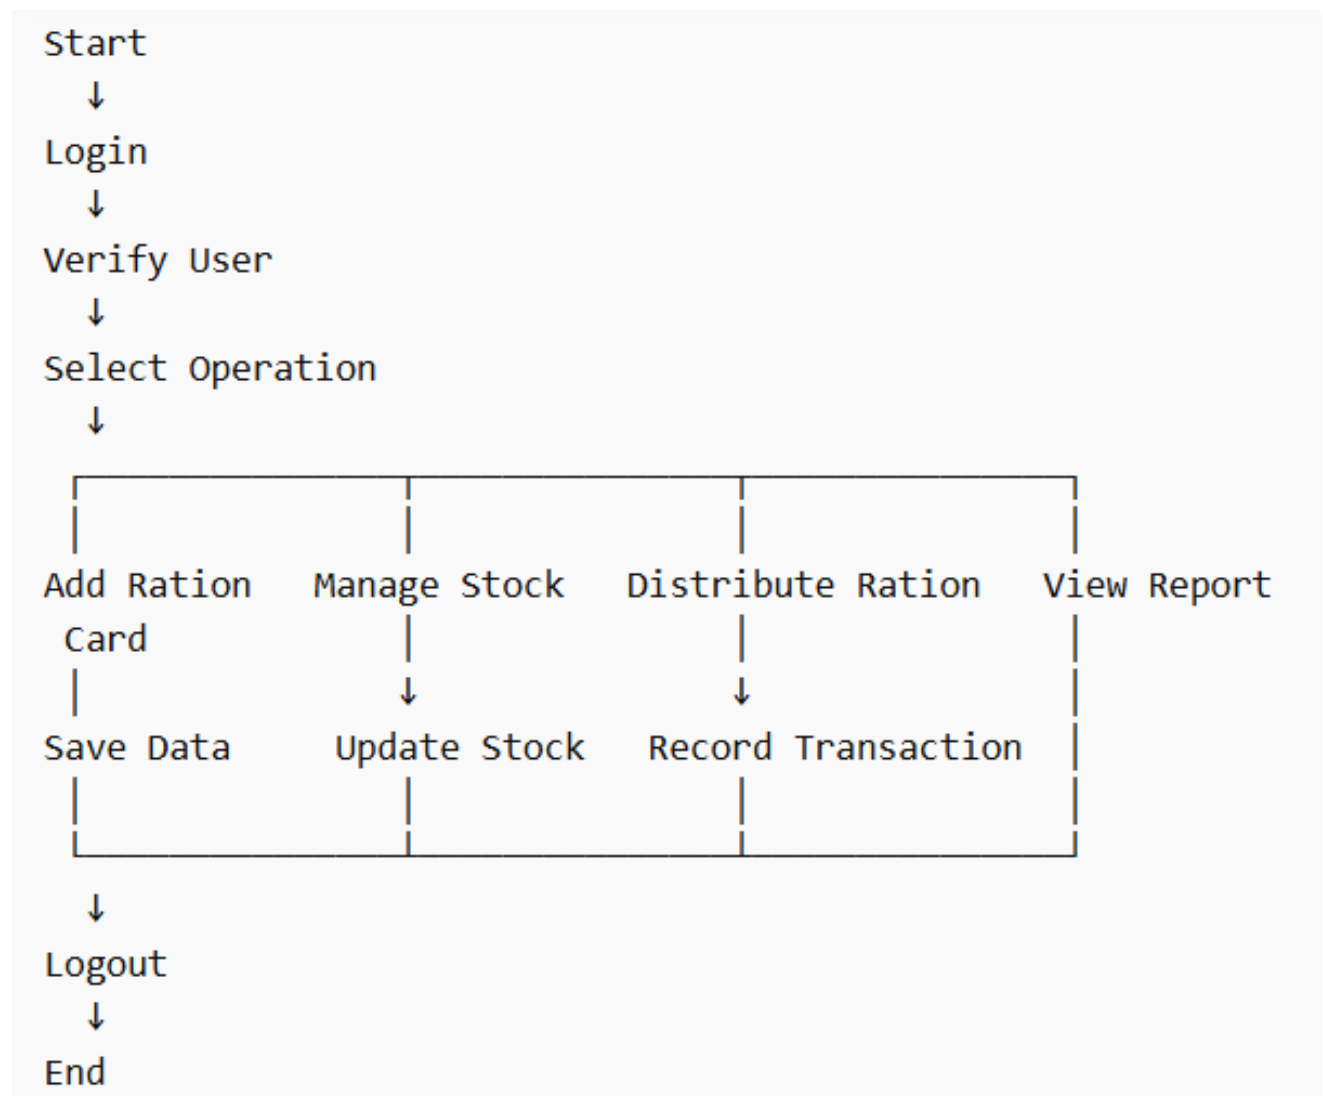 Start
↓
Login
↓
Verify User
↓
Select Operation
↓
Add Ration   Manage Stock   Distribute Ration   View Report
Card
↓   ↓
Save Data   Update Stock   Record Transaction
↓
Logout
↓
End